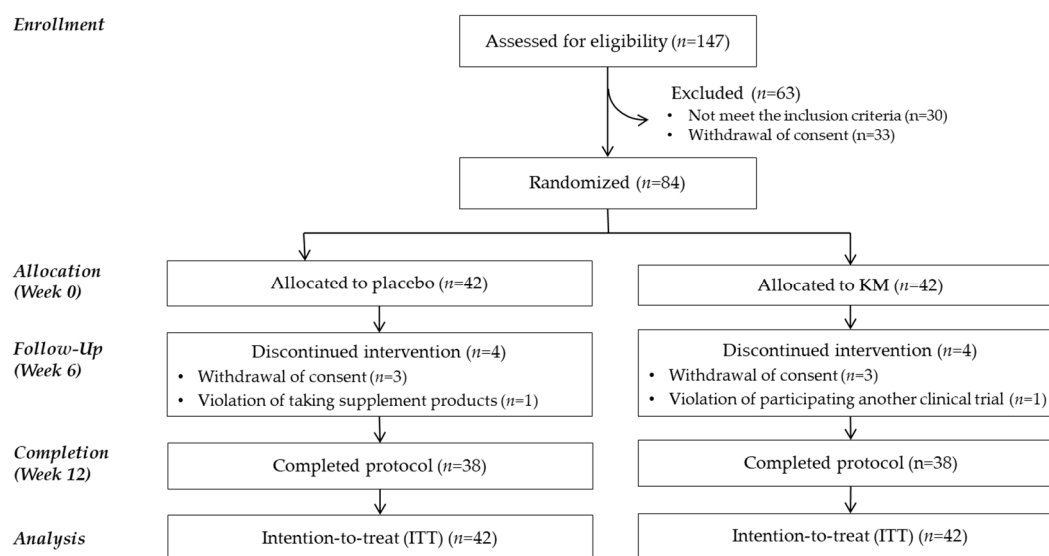 Enrollment
Assessed for eligibility (n=147)
Excluded (n=63)
• Not meet the inclusion criteria (n=30)
• Withdrawal of consent (n=33)
Randomized (n=84)
Allocation
(Week 0)
Allocated to placebo (n=42)
Allocated to KM (n=42)
Follow-Up
(Week 6)
Discontinued intervention (n=4)
• Withdrawal of consent (n=3)
• Violation of taking supplement products (n=1)
Discontinued intervention (n=4)
• Withdrawal of consent (n=3)
• Violation of participating another clinical trial (n=1)
Completion
(Week 12)
Completed protocol (n=38)
Completed protocol (n=38)
Analysis
Intention-to-treat (ITT) (n=42)
Intention-to-treat (ITT) (n=42)